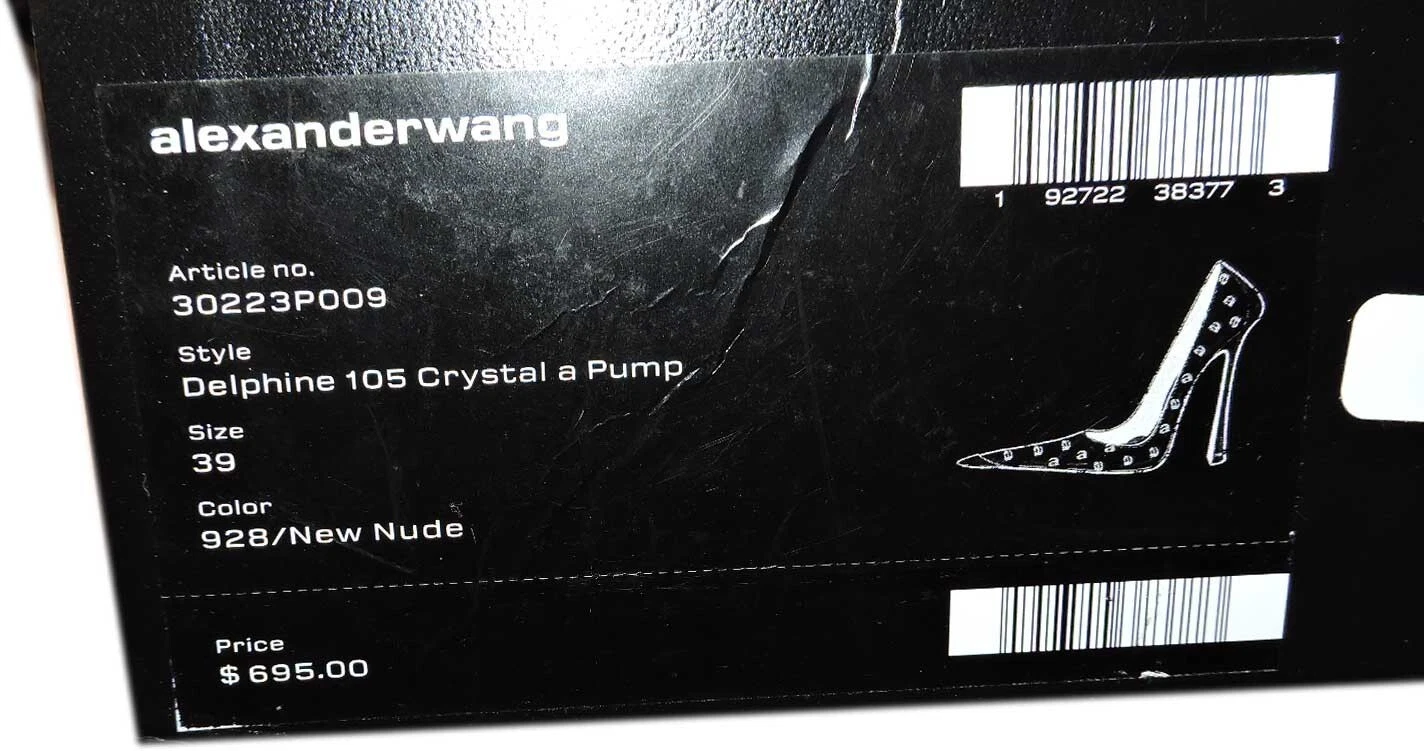 alexanderwang
1 92722 38377 3
Article no.
30223P009
Style
Delphine 105 Crystal a Pump
Size
39
Color
928/New Nude
a a a a a a a a a a a a a a a
Price
$ 695.00